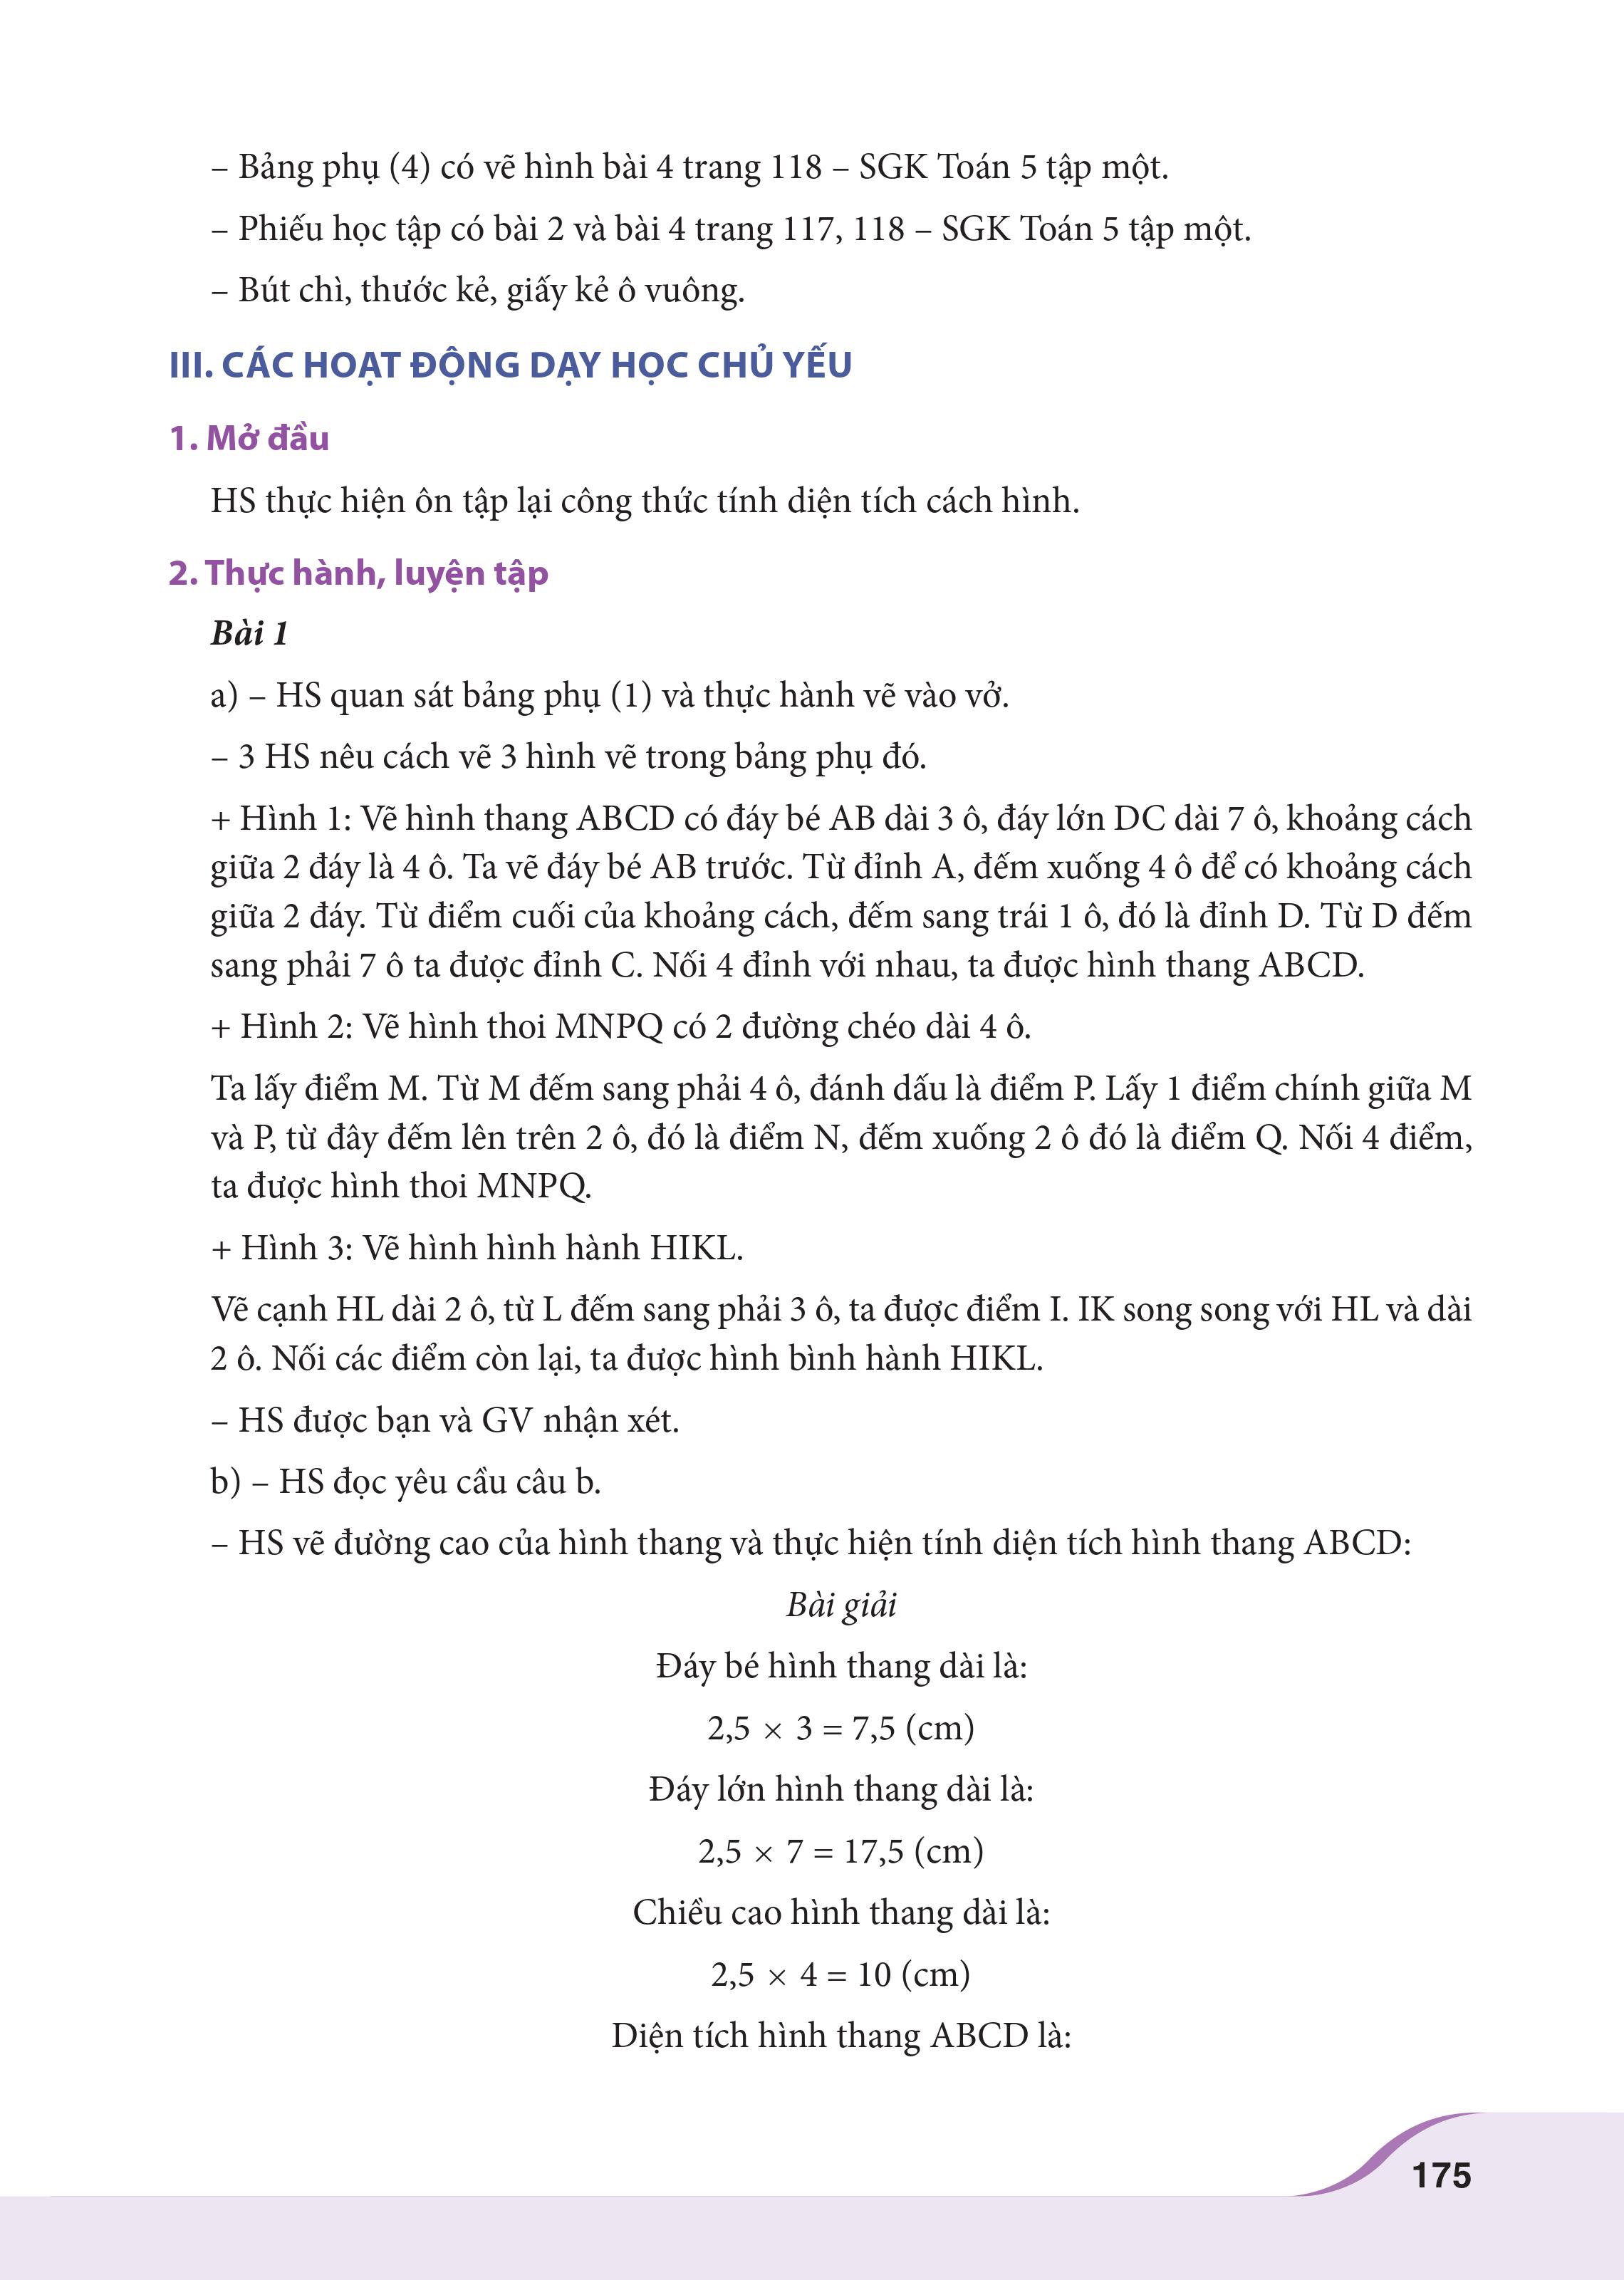 – Bảng phụ (4) có vẽ hình bài 4 trang 118 – SGK Toán 5 tập một.
– Phiếu học tập có bài 2 và bài 4 trang 117, 118 – SGK Toán 5 tập một.
– Bút chì, thước kẻ, giấy kẻ ô vuông.
III. CÁC HOẠT ĐỘNG DẠY HỌC CHỦ YẾU
1. Mở đầu
HS thực hiện ôn tập lại công thức tính diện tích cách hình.
2. Thực hành, luyện tập
Bài 1
a) – HS quan sát bảng phụ (1) và thực hành vẽ vào vở.
– 3 HS nêu cách vẽ 3 hình vẽ trong bảng phụ đó.
+ Hình 1: Vẽ hình thang ABCD có đáy bé AB dài 3 ô, đáy lớn DC dài 7 ô, khoảng cách
giữa 2 đáy là 4 ô. Ta vẽ đáy bé AB trước. Từ đỉnh A, đếm xuống 4 ô để có khoảng cách
giữa 2 đáy. Từ điểm cuối của khoảng cách, đếm sang trái 1 ô, đó là đỉnh D. Từ D đếm
sang phải 7 ô ta được đỉnh C. Nối 4 đỉnh với nhau, ta được hình thang ABCD.
+ Hình 2: Vẽ hình thoi MNPQ có 2 đường chéo dài 4 ô.
Ta lấy điểm M. Từ M đếm sang phải 4 ô, đánh dấu là điểm P. Lấy 1 điểm chính giữa M
và P, từ đây đếm lên trên 2 ô, đó là điểm N, đếm xuống 2 ô đó là điểm Q. Nối 4 điểm,
ta được hình thoi MNPQ.
+ Hình 3: Vẽ hình hình hành HIKL.
Vẽ cạnh HL dài 2 ô, từ L đếm sang phải 3 ô, ta được điểm I. IK song song với HL và dài
2 ô. Nối các điểm còn lại, ta được hình bình hành HIKL.
– HS được bạn và GV nhận xét.
b) – HS đọc yêu cầu câu b.
– HS vẽ đường cao của hình thang và thực hiện tính diện tích hình thang ABCD:
Bài giải
Đáy bé hình thang dài là:
2,5 × 3 = 7,5 (cm)
Đáy lớn hình thang dài là:
2,5 × 7 = 17,5 (cm)
Chiều cao hình thang dài là:
2,5 × 4 = 10 (cm)
Diện tích hình thang ABCD là:
175